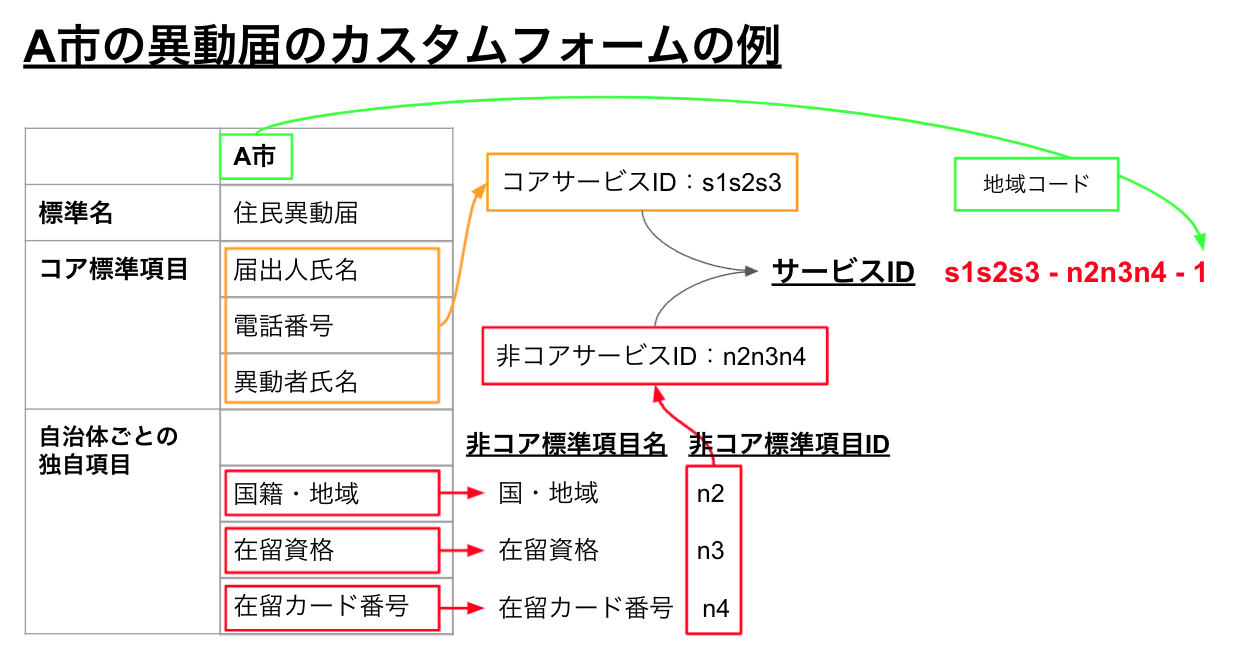 A市の異動届のカスタムフォームの例
A市
標準名
住民異動届
コア標準項目
届出人氏名
電話番号
異動者氏名
自治体ごとの
独自項目
国籍・地域
在留資格
在留カード番号
コアサービスID：s1s2s3
地域コード
サービスID
s1s2s3 - n2n3n4 - 1
非コアサービスID：n2n3n4
非コア標準項目名
非コア標準項目ID
国・地域
n2
在留資格
n3
在留カード番号
n4